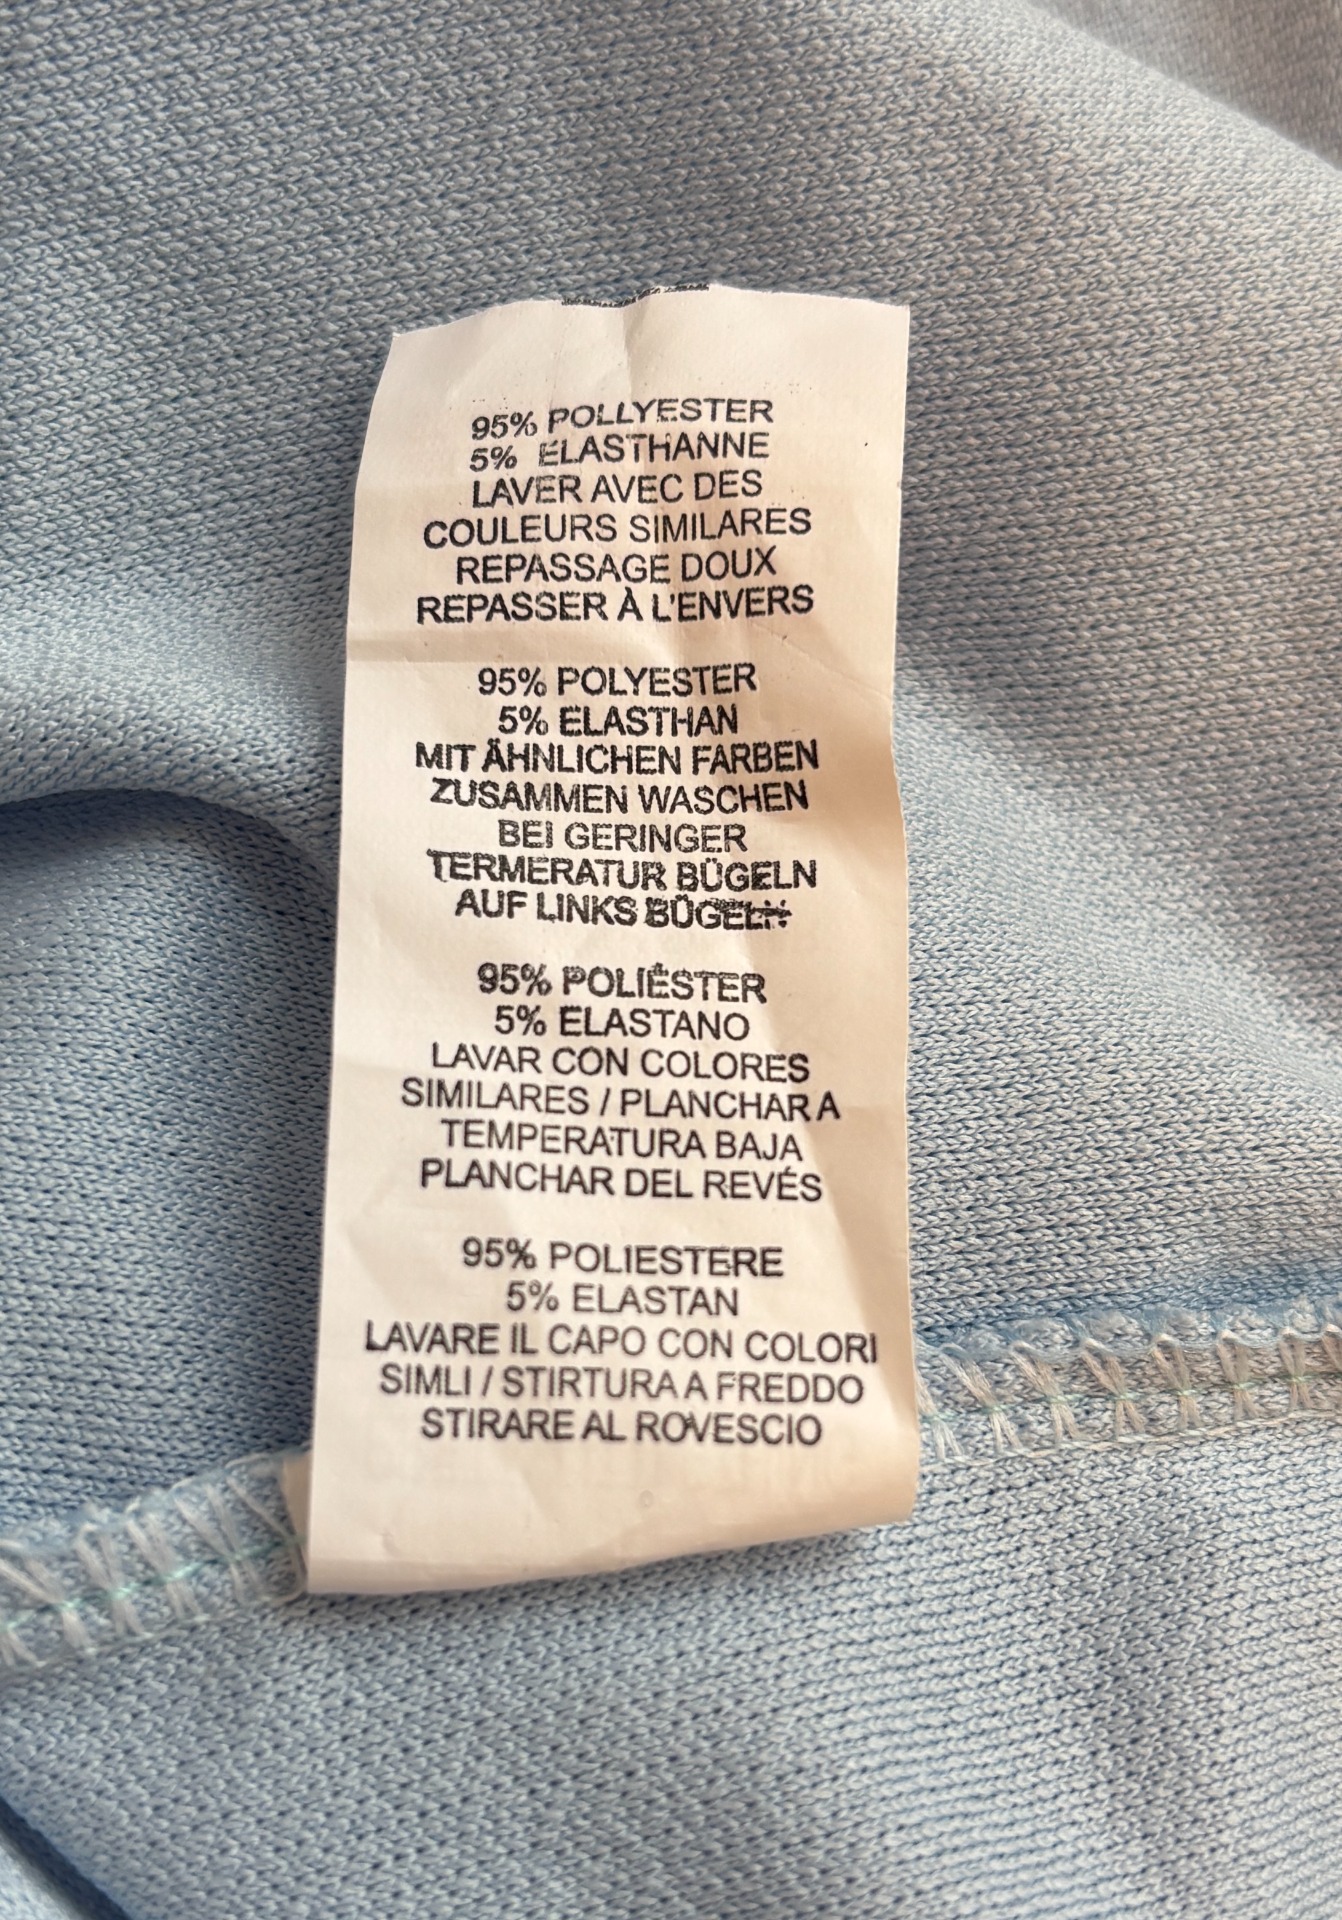 95% POLLYESTER
5% ÉLASTHANNE
LAVER AVEC DES
COULEURS SIMILARES
REPASSAGE DOUX
REPASSER À L'ENVERS
95% POLYESTER
5% ELASTHAN
MIT ÄHNLICHEN FARBEN
ZUSAMMEN WASCHEN
BEI GERINGER
TERMERATUR BÜGELN
AUF LINKS BÜGELN
95% POLIÉSTER
5% ELASTANO
LAVAR CON COLORES
SIMILARES / PLANCHAR A
TEMPERATURA BAJA
PLANCHAR DEL REVÉS
95% POLIESTERE
5% ELASTAN
LAVARE IL CAPO CON COLORI
SIMLI / STIRTURA A FREDDO
STIRARE AL ROVESCIO